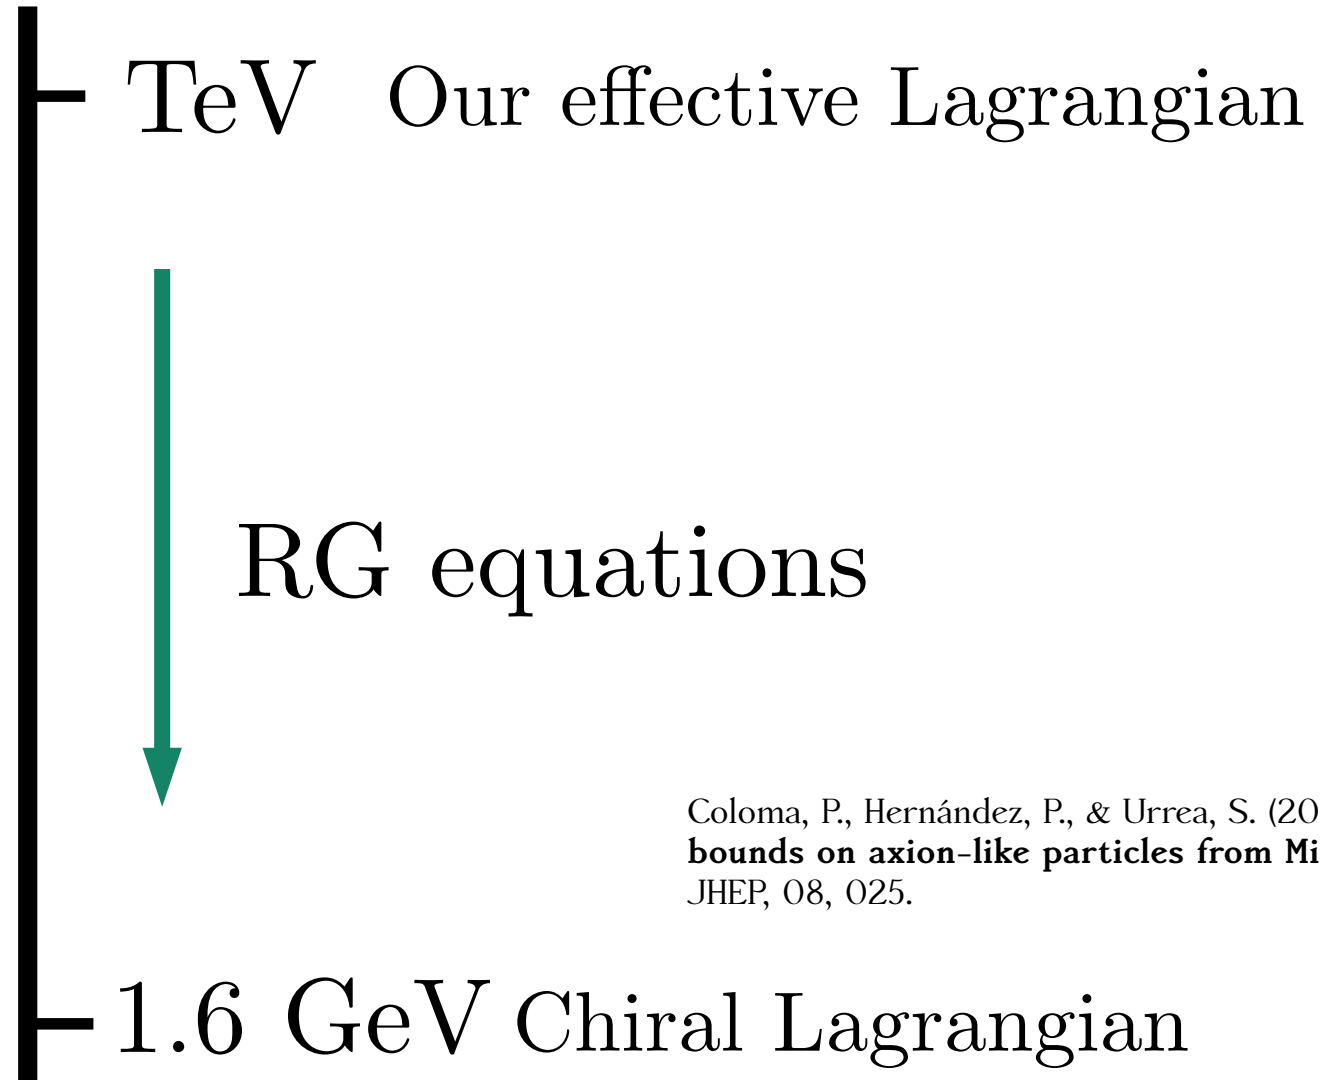 TeV Our effective Lagrangian
RG equations
Coloma, P., Hernández, P., & Urrea, S. (20
bounds on axion-like particles from Mi
JHEP, 08, 025.
1.6 GeV Chiral Lagrangian